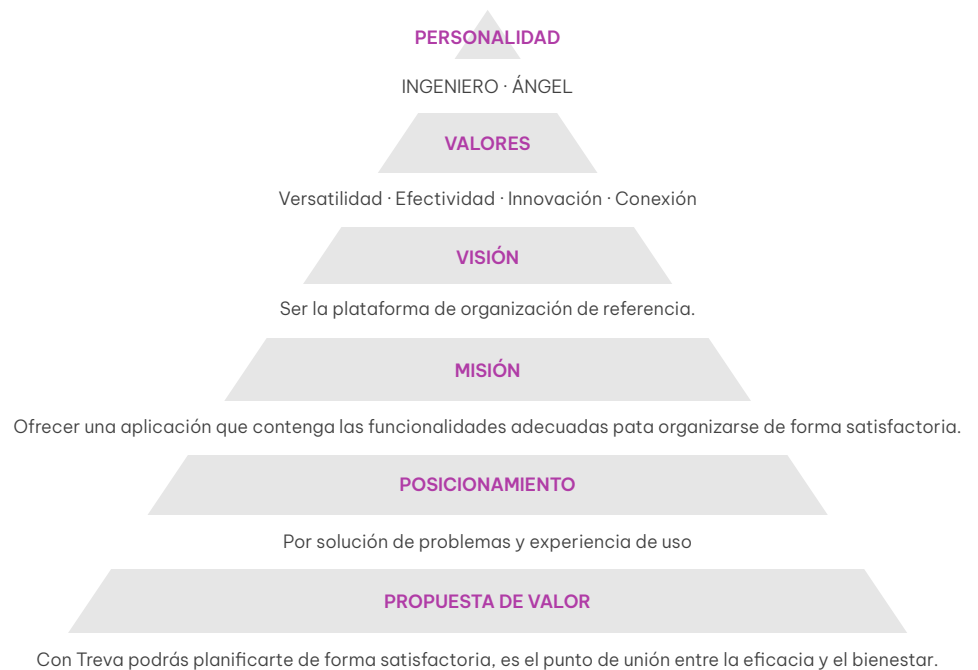 PERSONALIDAD
INGENIERO · ÁNGEL
VALORES
Versatilidad · Efectividad · Innovación · Conexión
VISIÓN
Ser la plataforma de organización de referencia.
MISIÓN
Ofrecer una aplicación que contenga las funcionalidades adecuadas pata organizarse de forma satisfactoria.
POSICIONAMIENTO
Por solución de problemas y experiencia de uso
PROPUESTA DE VALOR
Con Treva podrás planificarte de forma satisfactoria, es el punto de unión entre la eficacia y el bienestar.